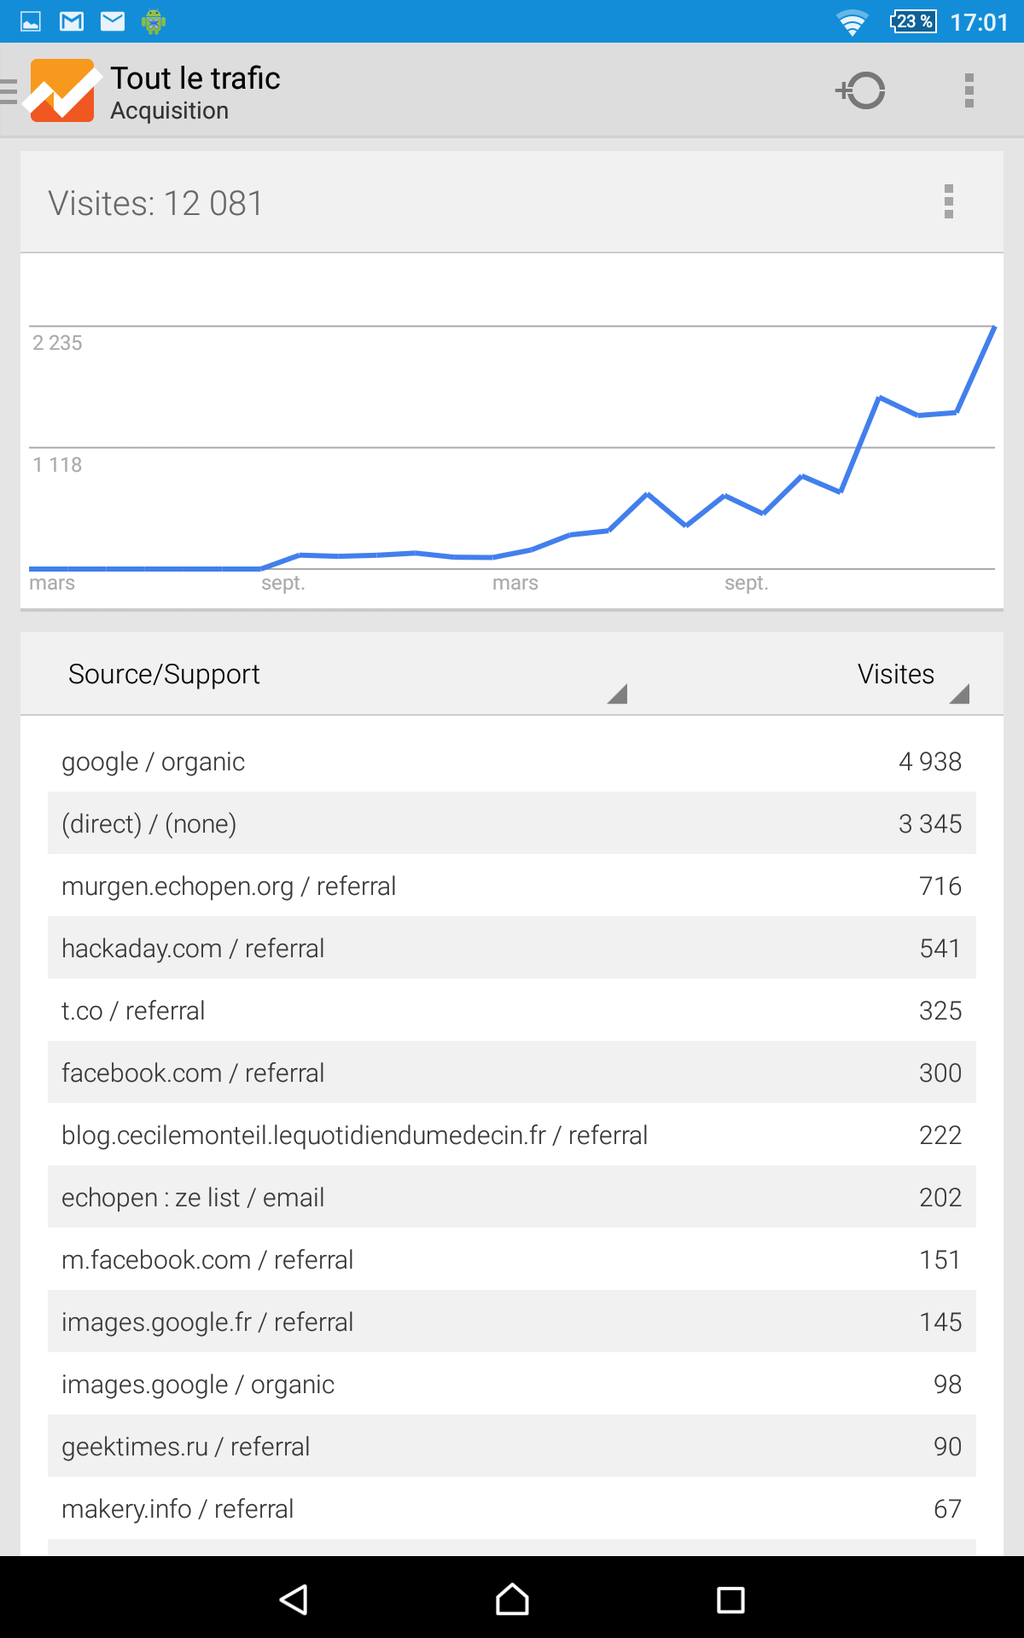 23 % 17:01
Tout le trafic
Acquisition
Visites: 12 081
2 235
1 118
mars sept. mars sept.
Source/Support Visites
google / organic 4 938
(direct) / (none) 3 345
murgen.echopen.org / referral 716
hackaday.com / referral 541
t.co / referral 325
facebook.com / referral 300
blog.cecilemonteil.lequotidiendumedecin.fr / referral 222
echopen : ze list / email 202
m.facebook.com / referral 151
images.google.fr / referral 145
images.google / organic 98
geektimes.ru / referral 90
makery.info / referral 67